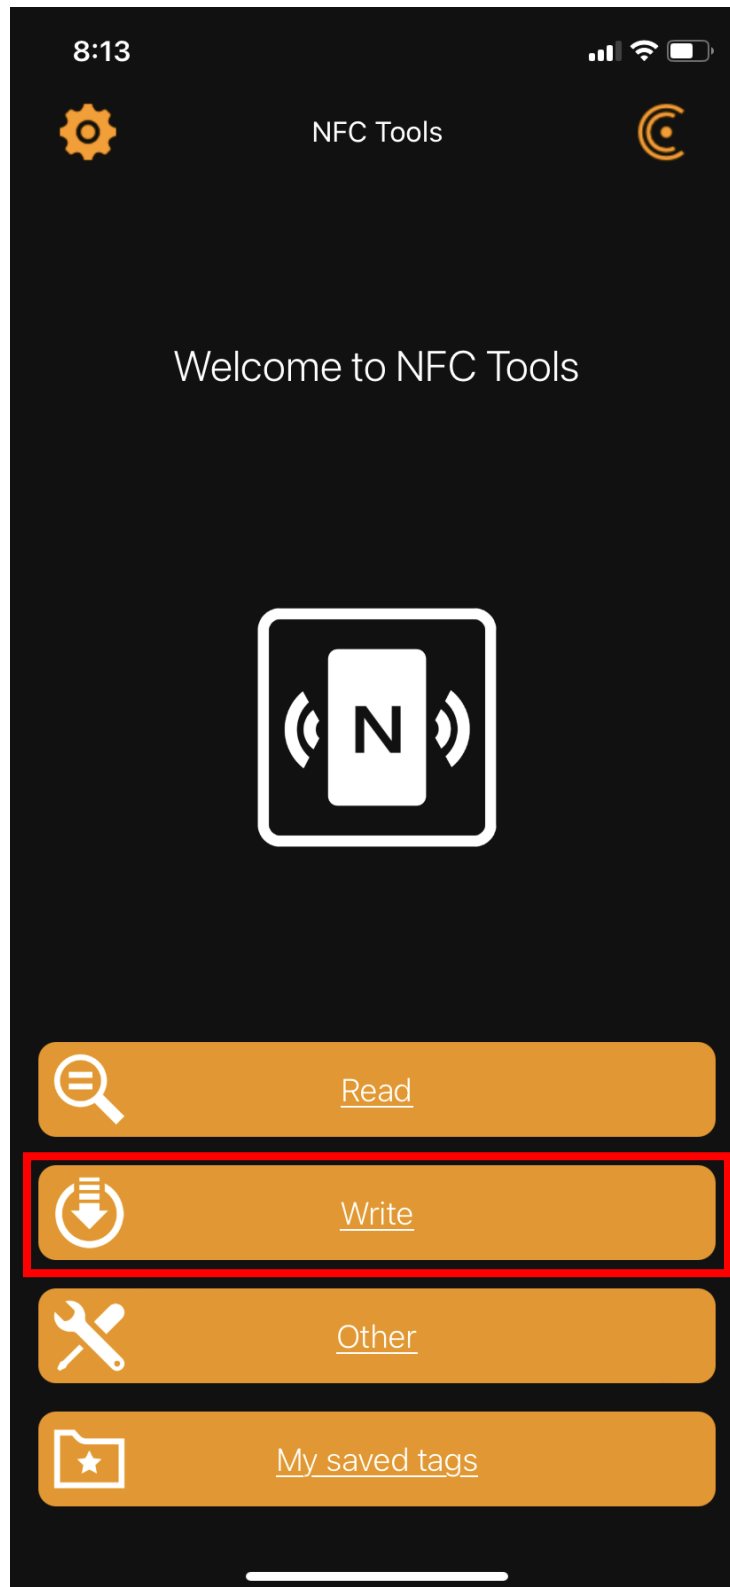 8:13
NFC Tools
Welcome to NFC Tools
N
Read
Write
Other
My saved tags